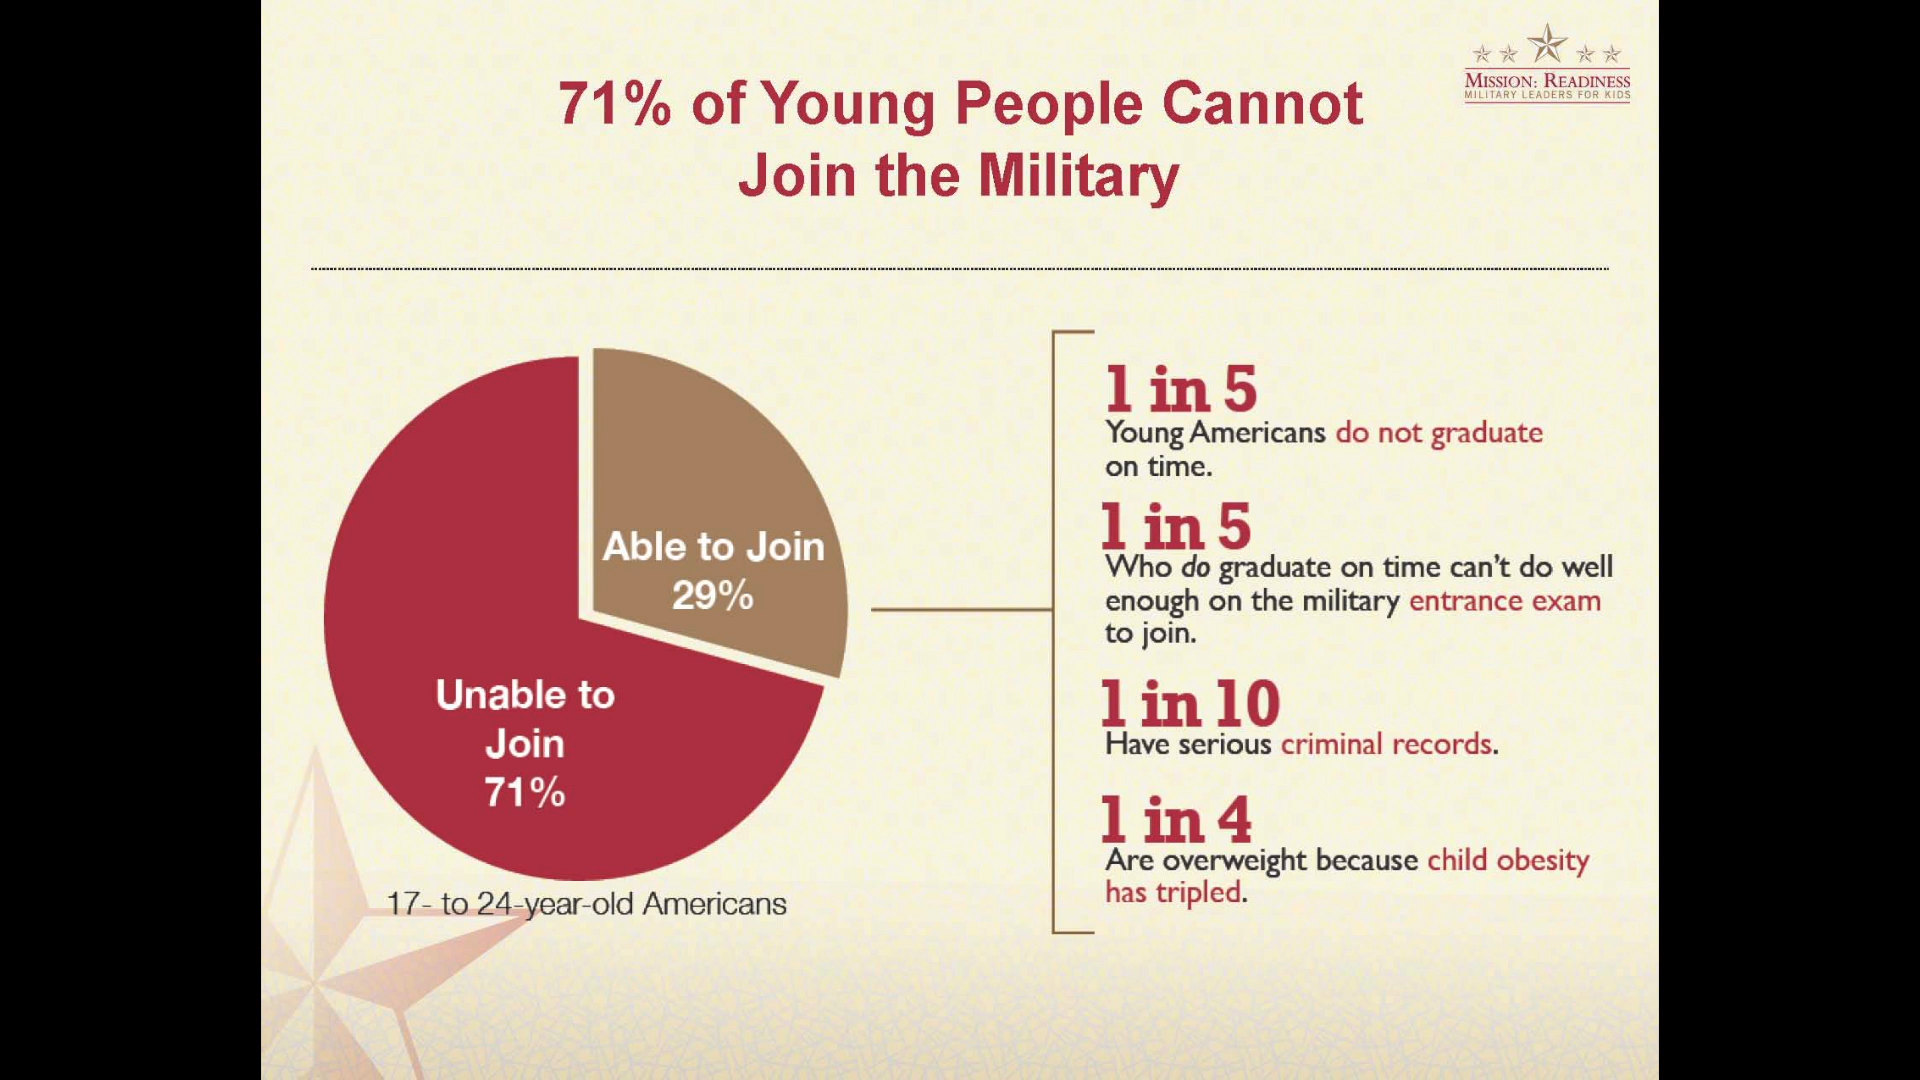 71% of Young People Cannot
Join the Military
MISSION: READINESS
MILITARY LEADERS FOR KIDS
Able to Join
29%
Unable to
Join
71%
17- to 24-year-old Americans
1 in 5
Young Americans do not graduate
on time.
1 in 5
Who do graduate on time can't do well
enough on the military entrance exam
to join.
1 in 10
Have serious criminal records.
1 in 4
Are overweight because child obesity
has tripled.